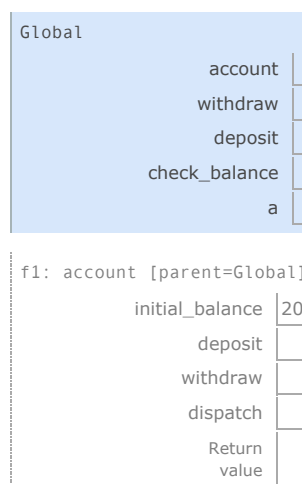 Global
account
withdraw
deposit
check_balance
a
f1: account [parent=Global]
initial_balance 20
deposit
withdraw
dispatch
Return
value